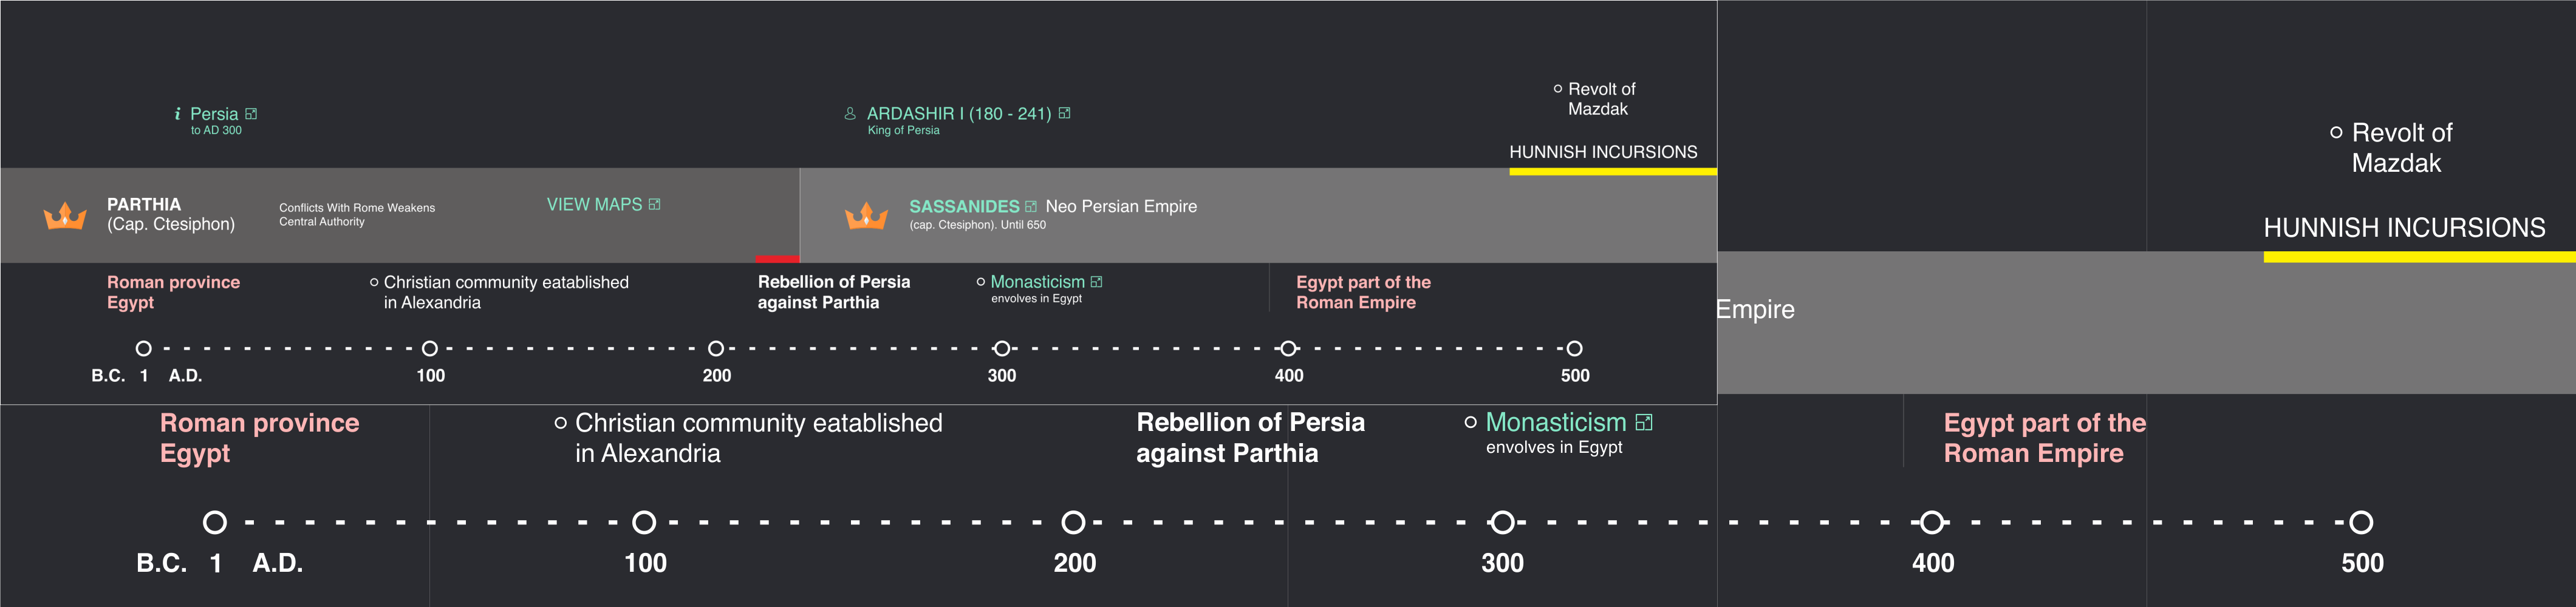 Revolt of
Mazdak
Persia
to AD 300
ARDASHIR I (180 - 241)
King of Persia
HUNNISH INCURSIONS
PARTHIA
(Cap. Ctesiphon)
Conflicts With Rome Weakens
Central Authority
VIEW MAPS
SASSANIDES Neo Persian Empire
(cap. Ctesiphon). Until 650
Roman province
Egypt
Christian community eatablished
in Alexandria
Rebellion of Persia
against Parthia
Monasticism
envolves in Egypt
Egypt part of the
Roman Empire
B.C. 1 A.D. 100 200 300 400 500
Revolt of
Mazdak
HUNNISH INCURSIONS
Empire
Roman province
Egypt
Christian community eatablished
in Alexandria
Rebellion of Persia
against Parthia
Monasticism
envolves in Egypt
Egypt part of the
Roman Empire
B.C. 1 A.D. 100 200 300 400 500